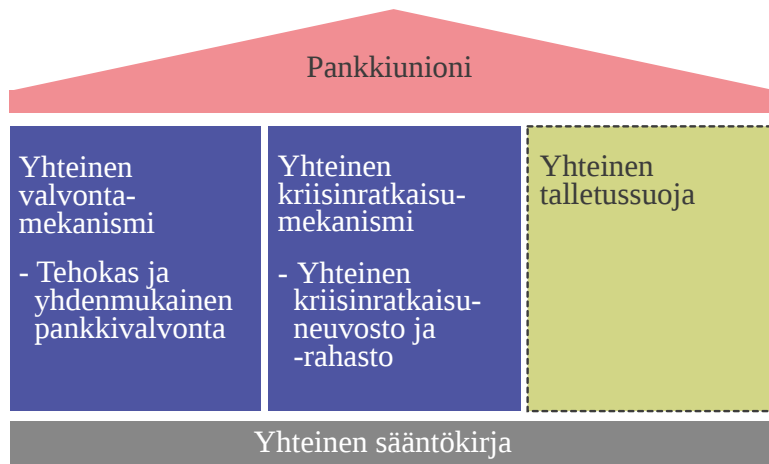 Pankkiunioni
Yhteinen
valvonta-
mekanismi
- Tehokas ja
yhdenmukainen
pankkivalvonta
Yhteinen
kriisinratkaisu-
mekanismi
- Yhteinen
kriisinratkaisu-
neuvosto ja
-rahasto
Yhteinen
talletussuoja
Yhteinen sääntökirja